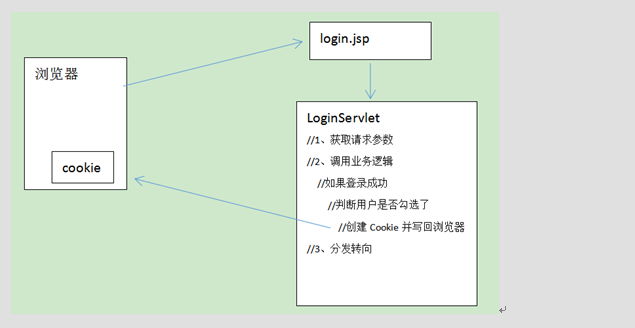 login.jsp
浏览器
cookie
LoginServlet
//1、获取请求参数
//2、调用业务逻辑
//如果登录成功
//判断用户是否勾选了
//创建 Cookie 并写回浏览器
//3、分发转向